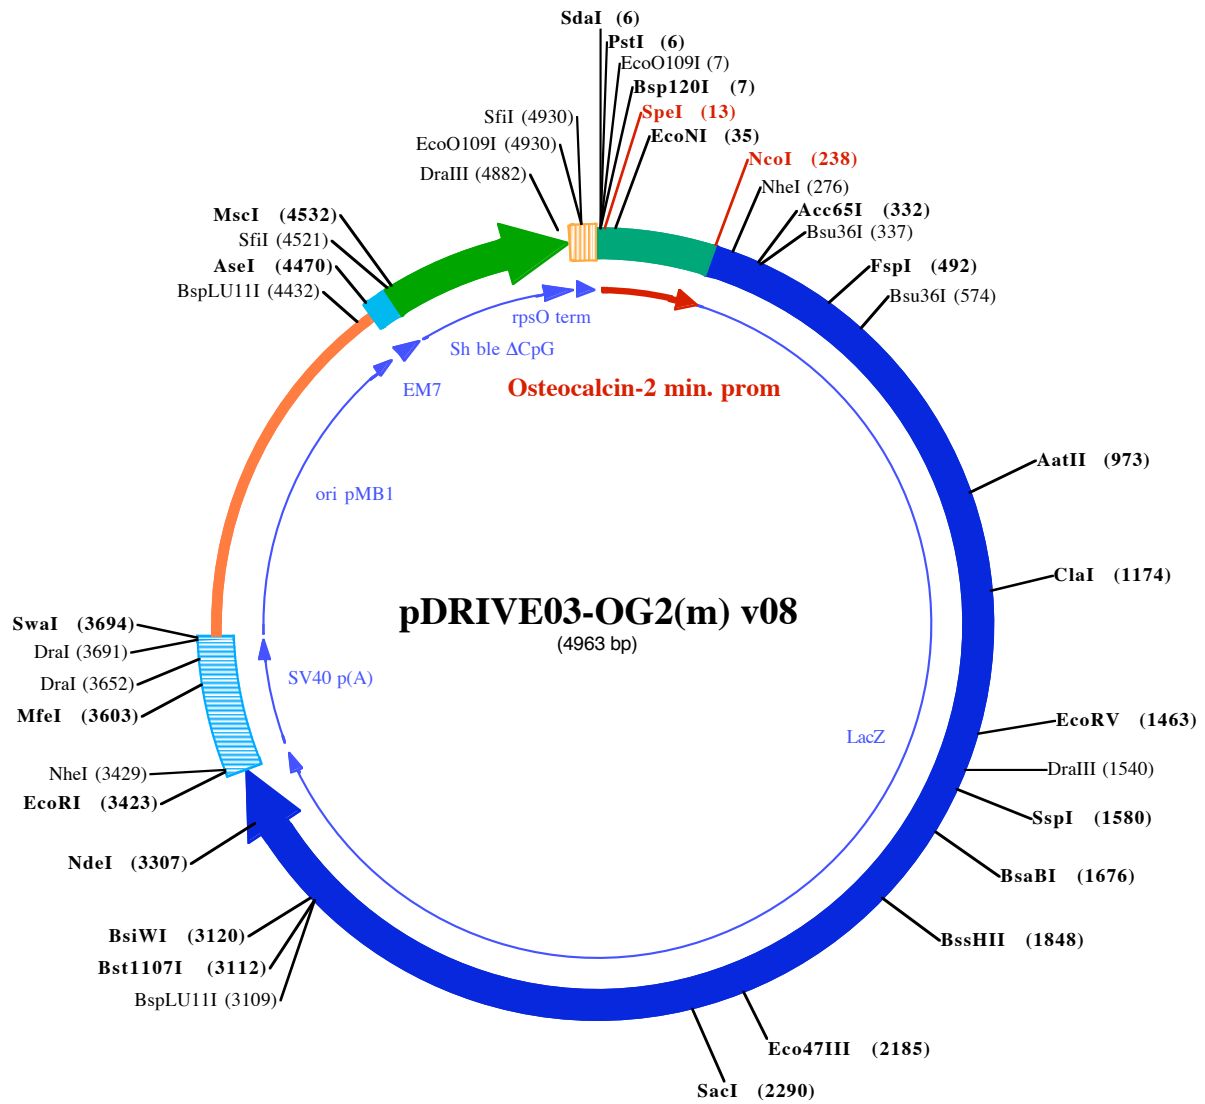 SdaI (6)
PstI (6)
EcoO109I (7)
Bsp120I (7)
SpeI (13)
EcoNI (35)
NcoI (238)
NheI (276)
Acc65I (332)
Bsu36I (337)
FspI (492)
Bsu36I (574)
AatII (973)
ClaI (1174)
EcoRV (1463)
DraIII (1540)
SspI (1580)
BsaBI (1676)
BssHII (1848)
Eco47III (2185)
SacI (2290)
BspLU11I (3109)
Bst1107I (3112)
BsiWI (3120)
NdeI (3307)
EcoRI (3423)
NheI (3429)
MfeI (3603)
DraI (3652)
DraI (3691)
SwaI (3694)
BspLU11I (4432)
AseI (4470)
SfiI (4521)
MscI (4532)
DraIII (4882)
EcoO109I (4930)
SfiI (4930)
rpsO term
Sh ble ΔCpG
EM7
Osteocalcin-2 min. prom
ori pMB1
pDRIVE03-OG2(m) v08
(4963 bp)
SV40 p(A)
LacZ